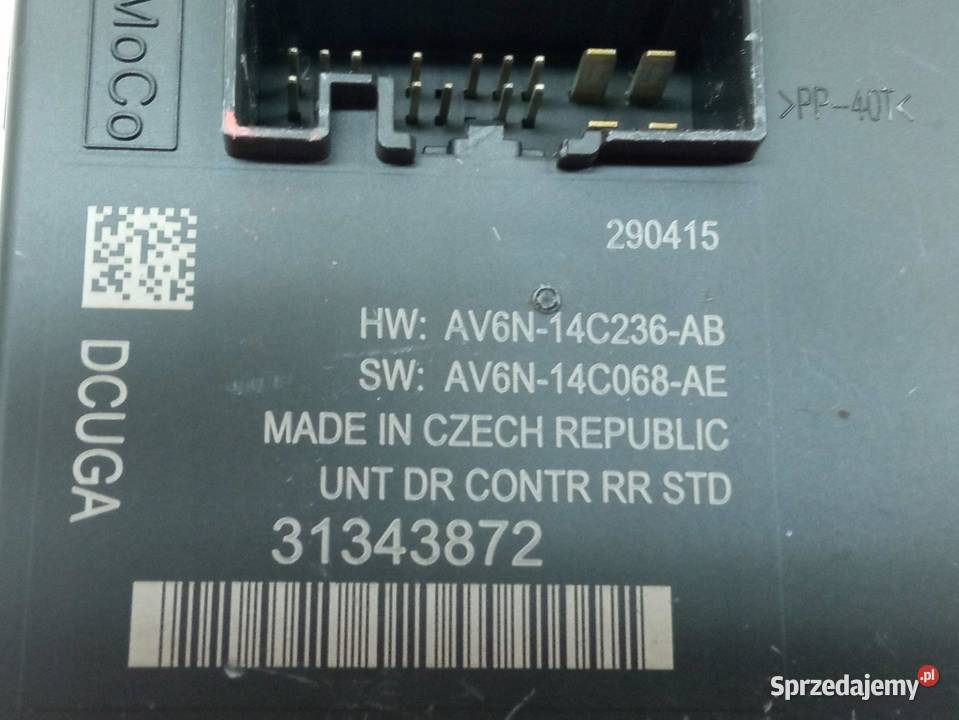 MoCo
>PP-40T<
290415
HW: AV6N-14C236-AB
SW: AV6N-14C068-AE
MADE IN CZECH REPUBLIC
UNT DR CONTR RR STD
31343872
DCUGA
Sprzedajemy.pl